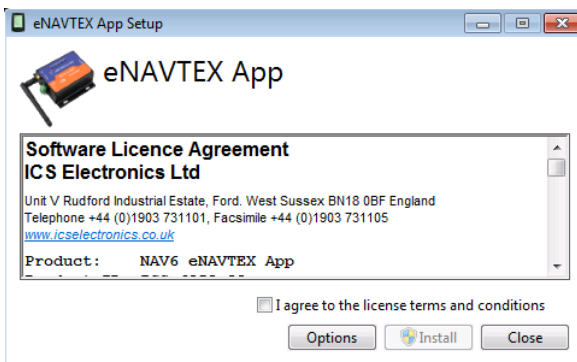 eNAVTEX App Setup
eNAVTEX App
Software Licence Agreement
ICS Electronics Ltd
Unit V Rudford Industrial Estate, Ford. West Sussex BN18 0BF England
Telephone +44 (0)1903 731101, Facsimile +44 (0)1903 731105
www.icselectronics.co.uk
Product: NAV6 eNAVTEX App
I agree to the license terms and conditions
Options Install Close